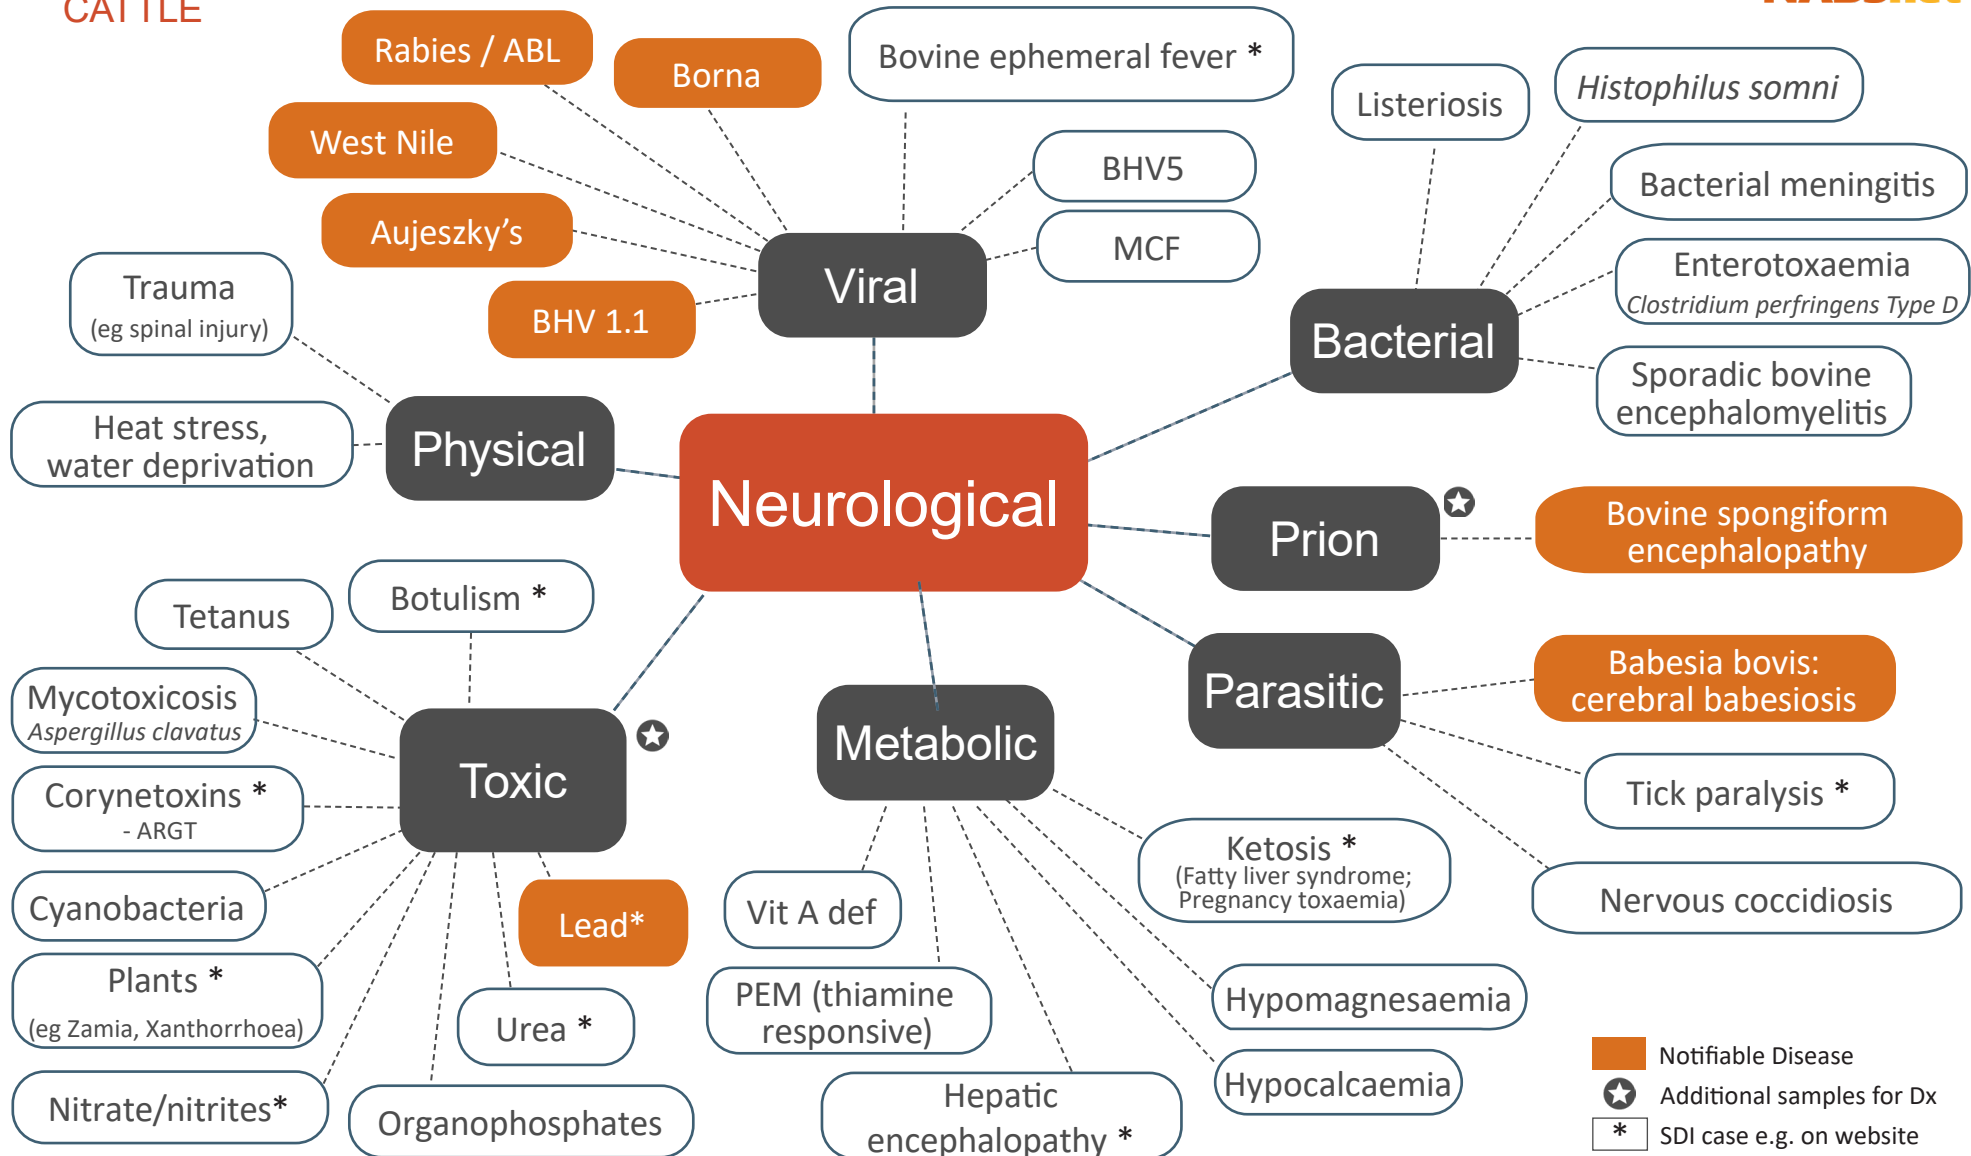 CATTLE
Rabies / ABL
Borna
Bovine ephemeral fever *
Listeriosis
Histophilus somni
West Nile
BHV5
Bacterial meningitis
Aujeszky's
MCF
Viral
Enterotoxaemia
Clostridium perfringens Type D
Trauma
(eg spinal injury)
BHV 1.1
Bacterial
Sporadic bovine
encephalomyelitis
Heat stress,
water deprivation
Physical
Neurological
Prion
Bovine spongiform
encephalopathy
Tetanus
Botulism *
Parasitic
Babesia bovis:
cerebral babesiosis
Mycotoxicosis
Aspergillus clavatus
Toxic
Metabolic
Tick paralysis *
Corynetoxins *
- ARGT
Ketosis *
(Fatty liver syndrome;
Pregnancy toxaemia)
Cyanobacteria
Lead*
Vit A def
Nervous coccidiosis
Plants *
(eg Zamia, Xanthorrhoea)
Urea *
PEM (thiamine
responsive)
Hypomagnesaemia
Nitrate/nitrites*
Organophosphates
Hepatic
encephalopathy *
Hypocalcaemia
Notifiable Disease
Additional samples for Dx
* SDI case e.g. on website